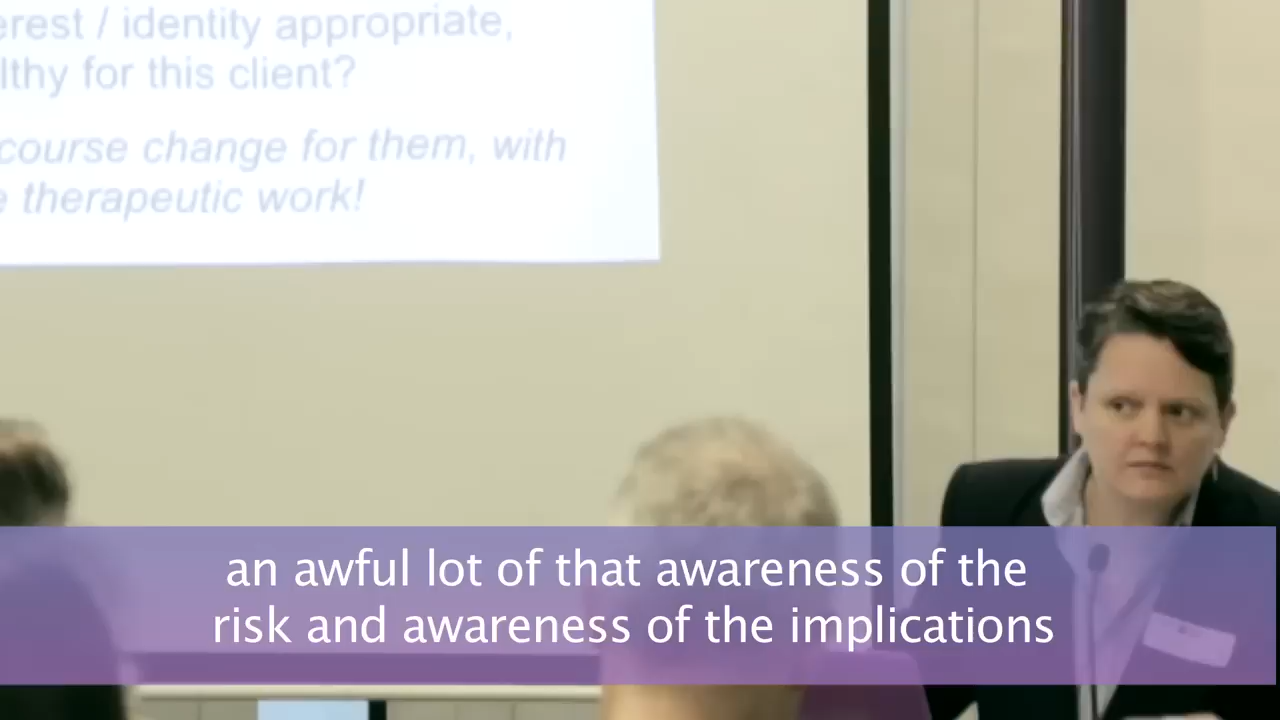 erest / identity appropriate,
lthy for this client?
course change for them, with
e therapeutic work!
an awful lot of that awareness of the
risk and awareness of the implications